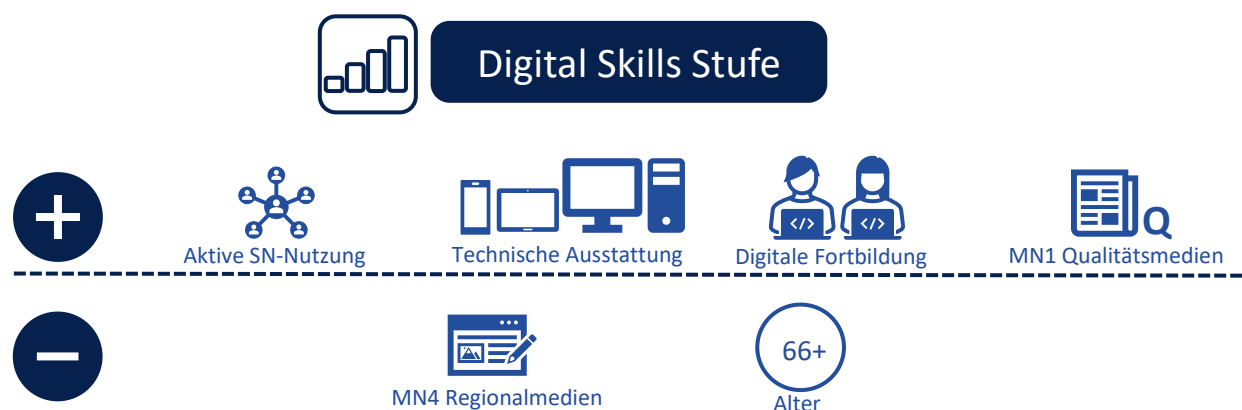 Digital Skills Stufe
Aktive SN-Nutzung
Technische Ausstattung
</>
</>
Digitale Fortbildung
Q
MN1 Qualitätsmedien
MN4 Regionalmedien
66+
Alter